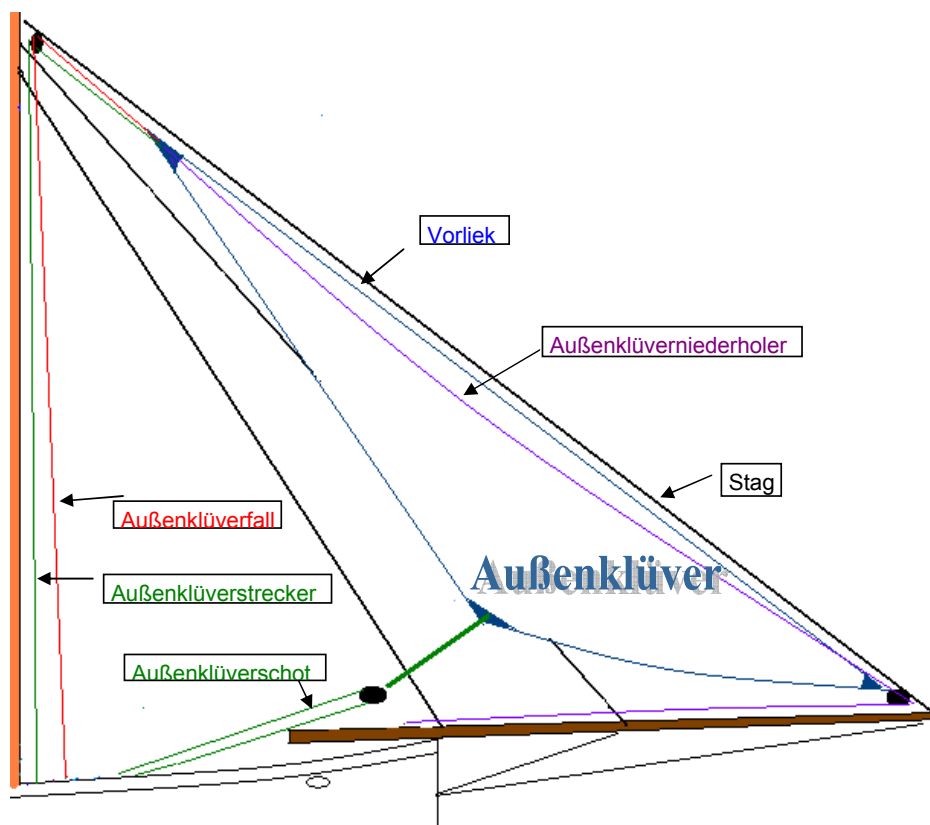 Vorliek
Außenklüverniederholer
Stag
Außenklüverfall
Außenklüver
Außenklüverstrecker
Außenklüverschot